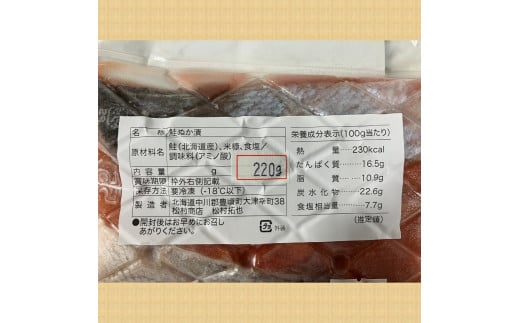 名称 鮭ぬか漬
原材料名 鮭(北海道産)、米糠、食塩/
調味料(アミノ酸)
内容量 g 220g
賞味期限 枠外右側記載
保存方法 要冷凍(-18℃以下)
製造者 北海道中川郡豊頃町大津幸町38
松村商店 松村拓也
●開封後はお早めにお召し
あがりください。
外装
栄養成分表示(100g当たり)
熱量 230kcal
たんぱく質 16.5g
脂質 10.9g
炭水化物 22.6g
食塩相当量 7.7g
(推定値)